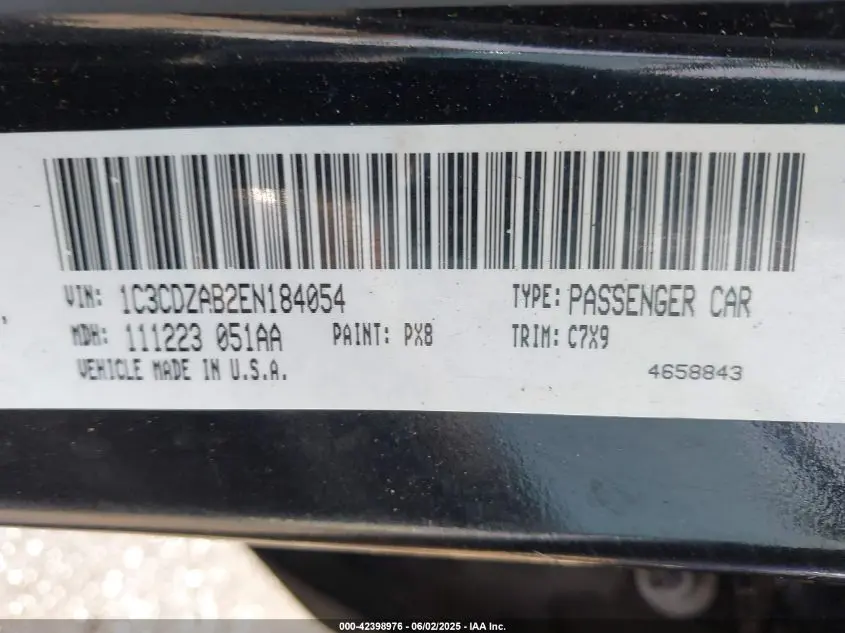 VIN: 1C3CDZAB2EN184054 TYPE: PASSENGER CAR
MDH: 111223 051AA PAINT: PX8 TRIM: C7X9
VEHICLE MADE IN U.S.A. 4658843
000-42398976 - 06/02/2025 - IAA Inc.